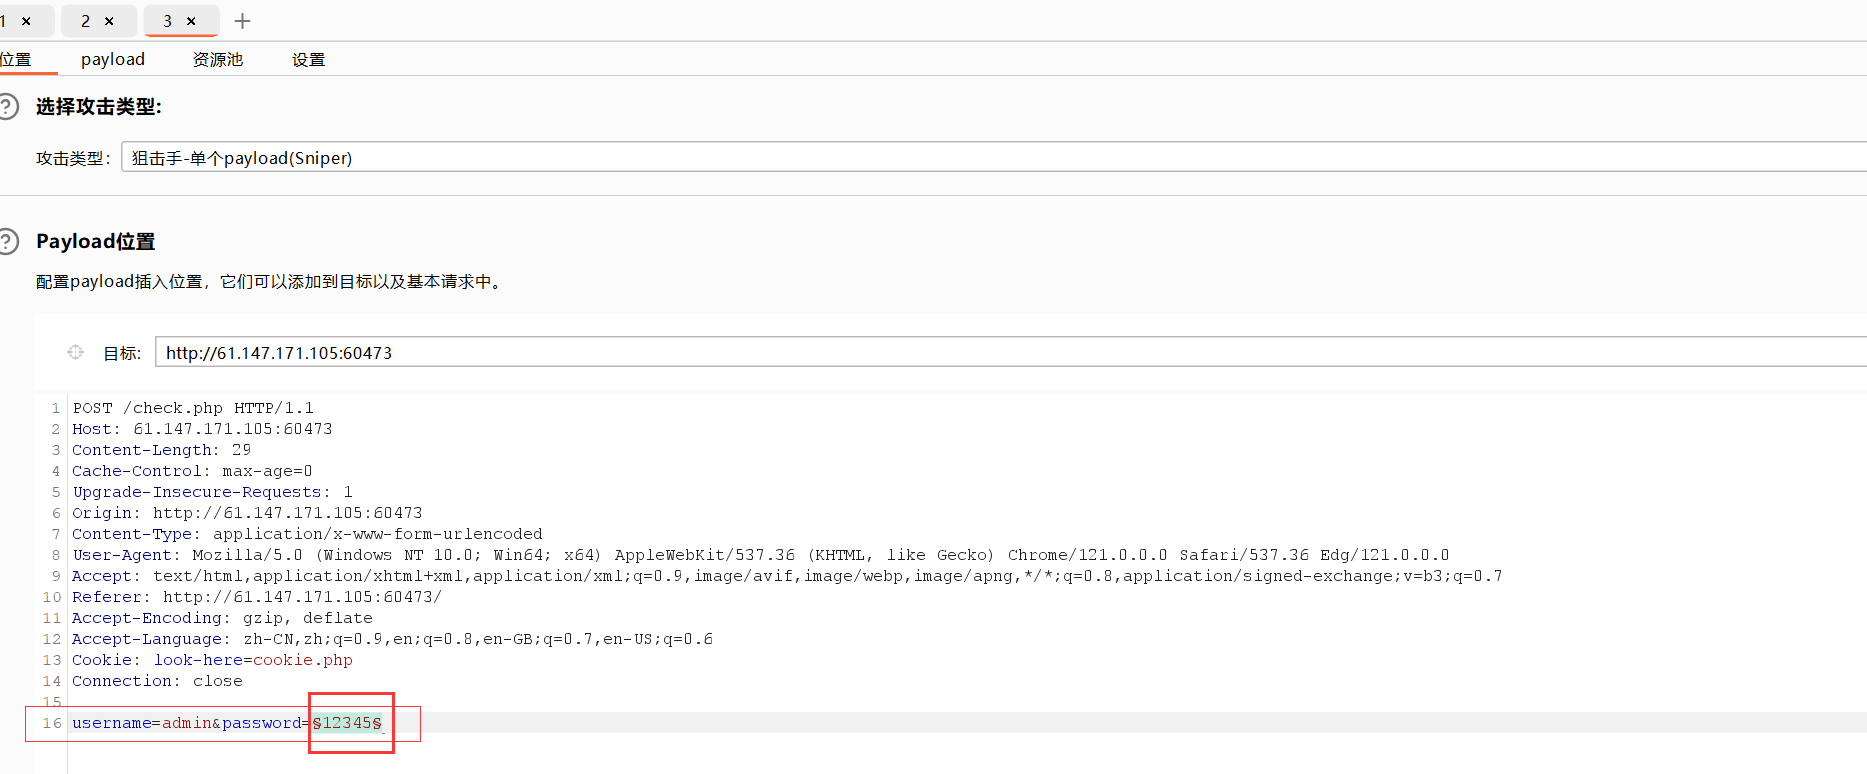 1 × 2 × 3 × +
位置 payload 资源池 设置
? 选择攻击类型:
攻击类型: 狙击手-单个payload(Sniper)
? Payload位置
配置payload插入位置，它们可以添加到目标以及基本请求中。
目标: http://61.147.171.105:60473
1 POST /check.php HTTP/1.1
2 Host: 61.147.171.105:60473
3 Content-Length: 29
4 Cache-Control: max-age=0
5 Upgrade-Insecure-Requests: 1
6 Origin: http://61.147.171.105:60473
7 Content-Type: application/x-www-form-urlencoded
8 User-Agent: Mozilla/5.0 (Windows NT 10.0; Win64; x64) AppleWebKit/537.36 (KHTML, like Gecko) Chrome/121.0.0.0 Safari/537.36 Edg/121.0.0.0
9 Accept: text/html,application/xhtml+xml,application/xml;q=0.9,image/avif,image/webp,image/apng,*/*;q=0.8,application/signed-exchange;v=b3;q=0.7
10 Referer: http://61.147.171.105:60473/
11 Accept-Encoding: gzip, deflate
12 Accept-Language: zh-CN,zh;q=0.9,en;q=0.8,en-GB;q=0.7,en-US;q=0.6
13 Cookie: look-here=cookie.php
14 Connection: close
15
16 username=admin&password=§12345§